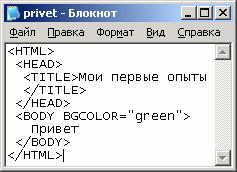 privet - Блокнот
Файл Правка Формат Вид Справка
<HTML>
<HEAD>
<TITLE>Мои первые опыты
</TITLE>
</HEAD>
<BODY BGCOLOR="green">
Привет
</BODY>
</HTML>